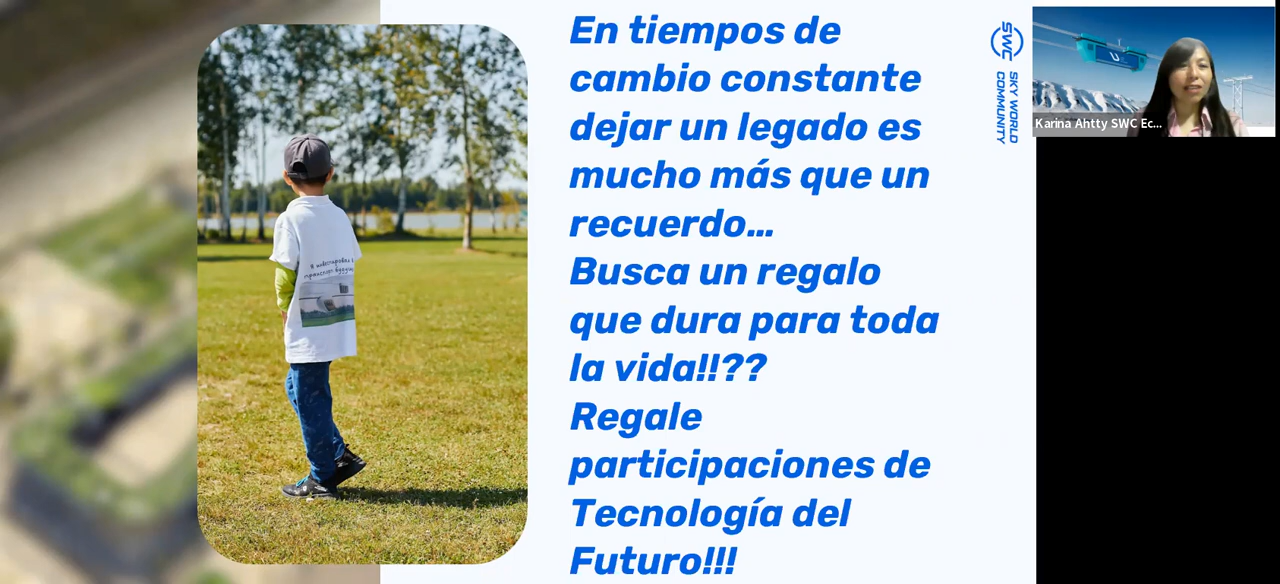 En tiempos de
cambio constante
dejar un legado es
mucho más que un
recuerdo...
Busca un regalo
que dura para toda
la vida!!??
Regale
participaciones de
Tecnología del
Futuro!!!
SWC
SKY WORLD
COMMUNITY
U
Karina Ahtty SWC Ec...